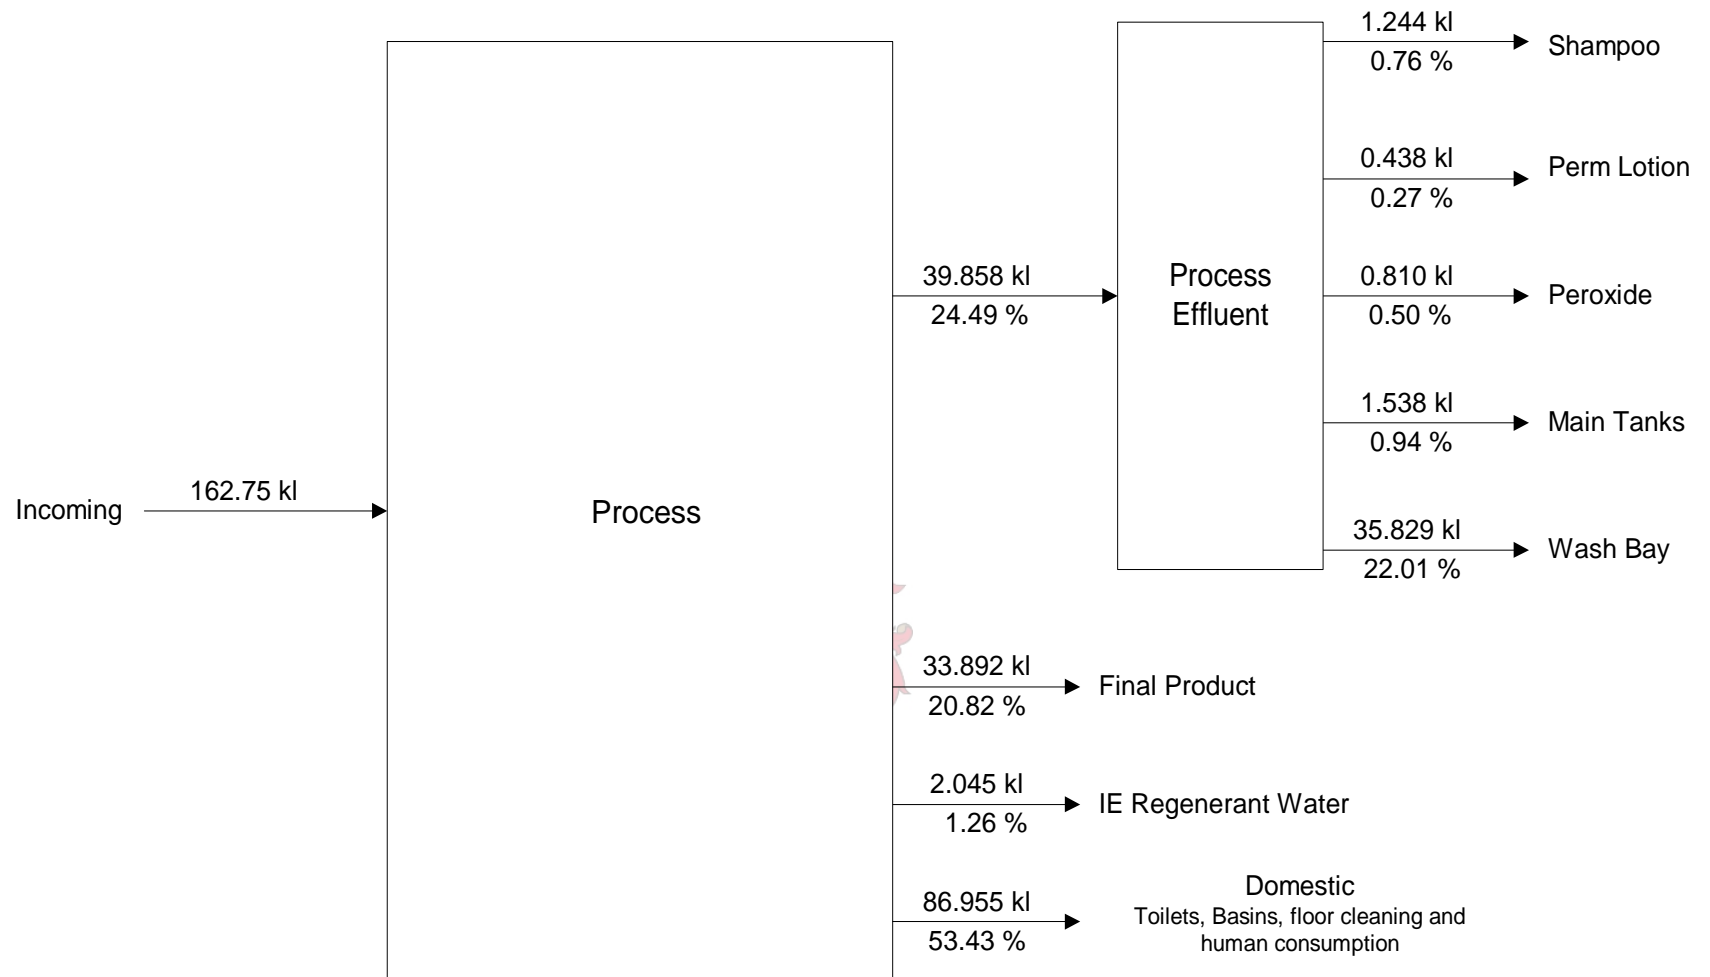 Incoming
162.75 kl
Process
39.858 kl
24.49 %
Process
Effluent
1.244 kl
0.76 %
Shampoo
0.438 kl
0.27 %
Perm Lotion
0.810 kl
0.50 %
Peroxide
1.538 kl
0.94 %
Main Tanks
35.829 kl
22.01 %
Wash Bay
33.892 kl
20.82 %
Final Product
2.045 kl
1.26 %
IE Regenerant Water
86.955 kl
53.43 %
Domestic
Toilets, Basins, floor cleaning and
human consumption